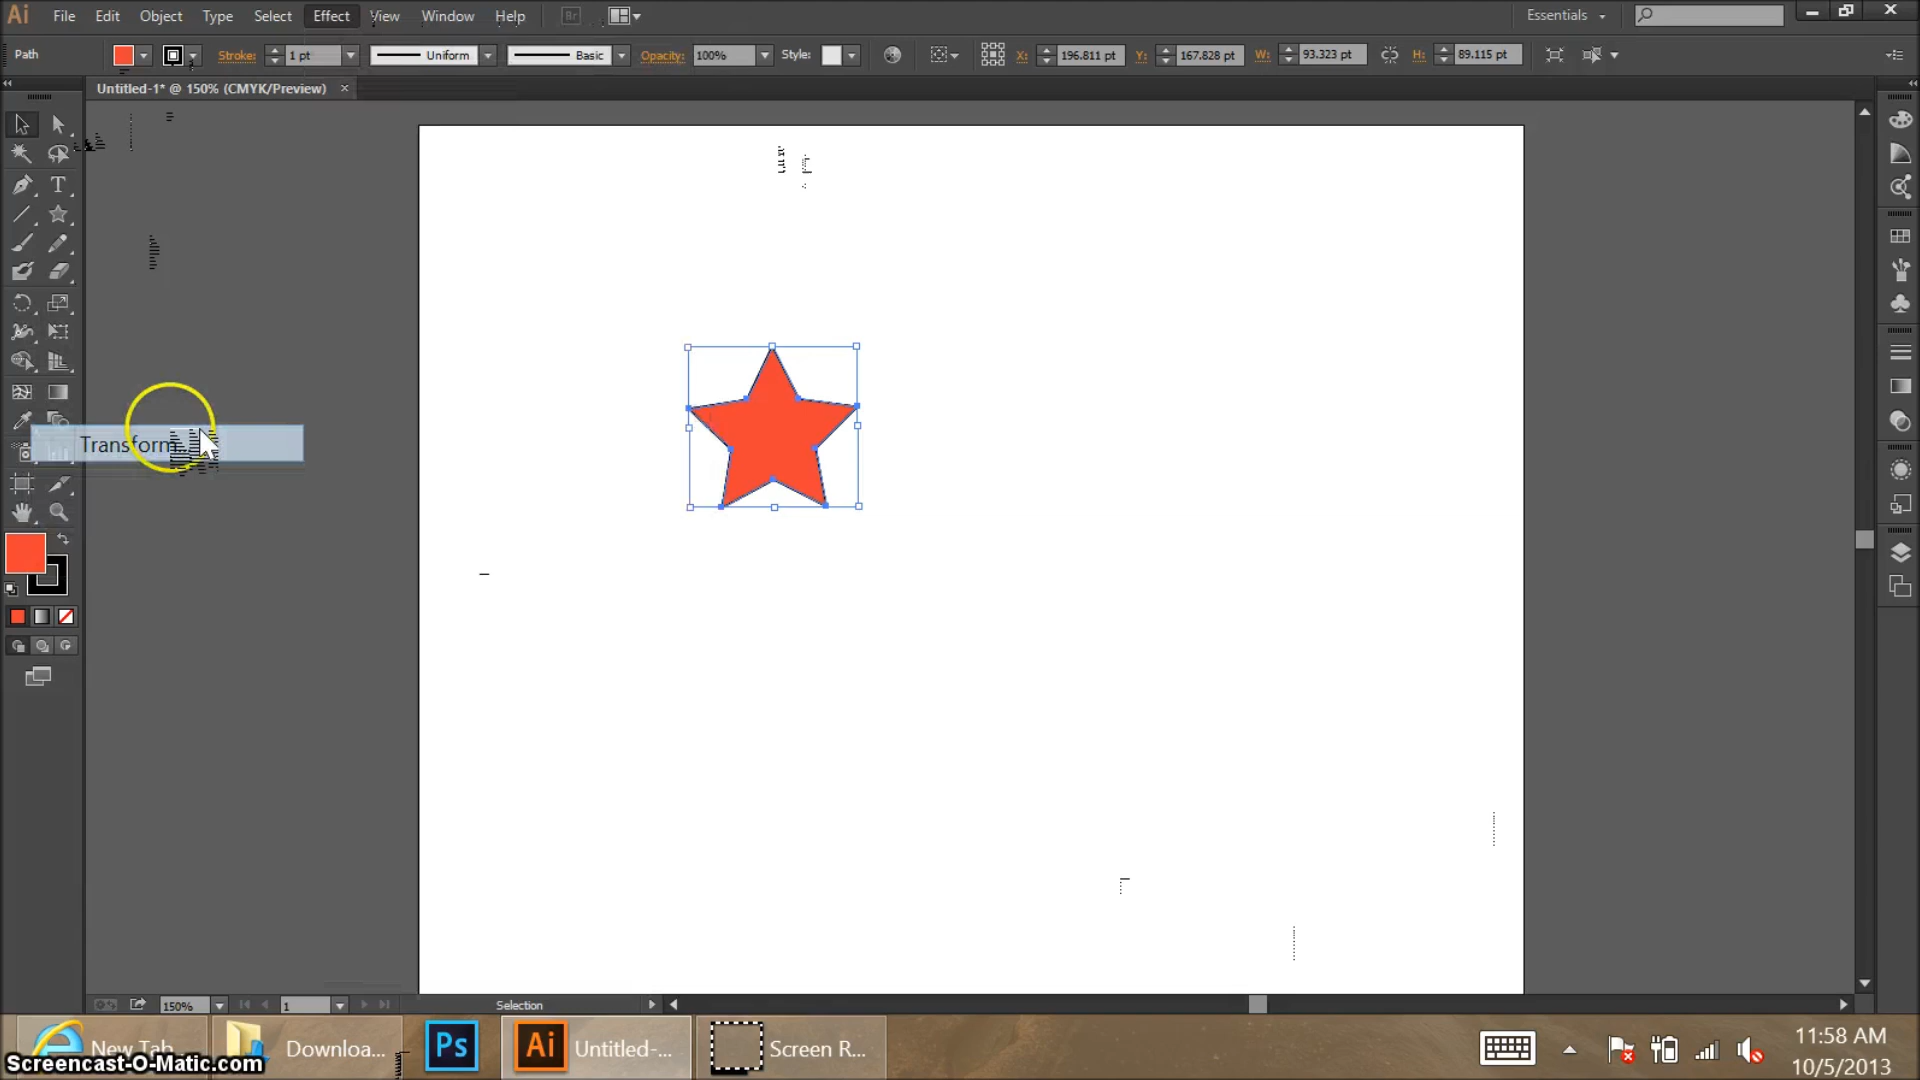 Ai File Edit Object Type Select Effect View Window Help Br Essentials
Path Stroke: 1 pt Uniform Basic Opacity: 100% Style: X: 196.811 pt Y: 167.828 pt W: 93.323 pt H: 89.115 pt
Untitled-1* @ 150% (CMYK/Preview)
Transform...
150% 1 Selection
New Tab Downloa... Ps Ai Untitled-... Screen R... 11:58 AM
Screencast-O-Matic.com 10/5/2013